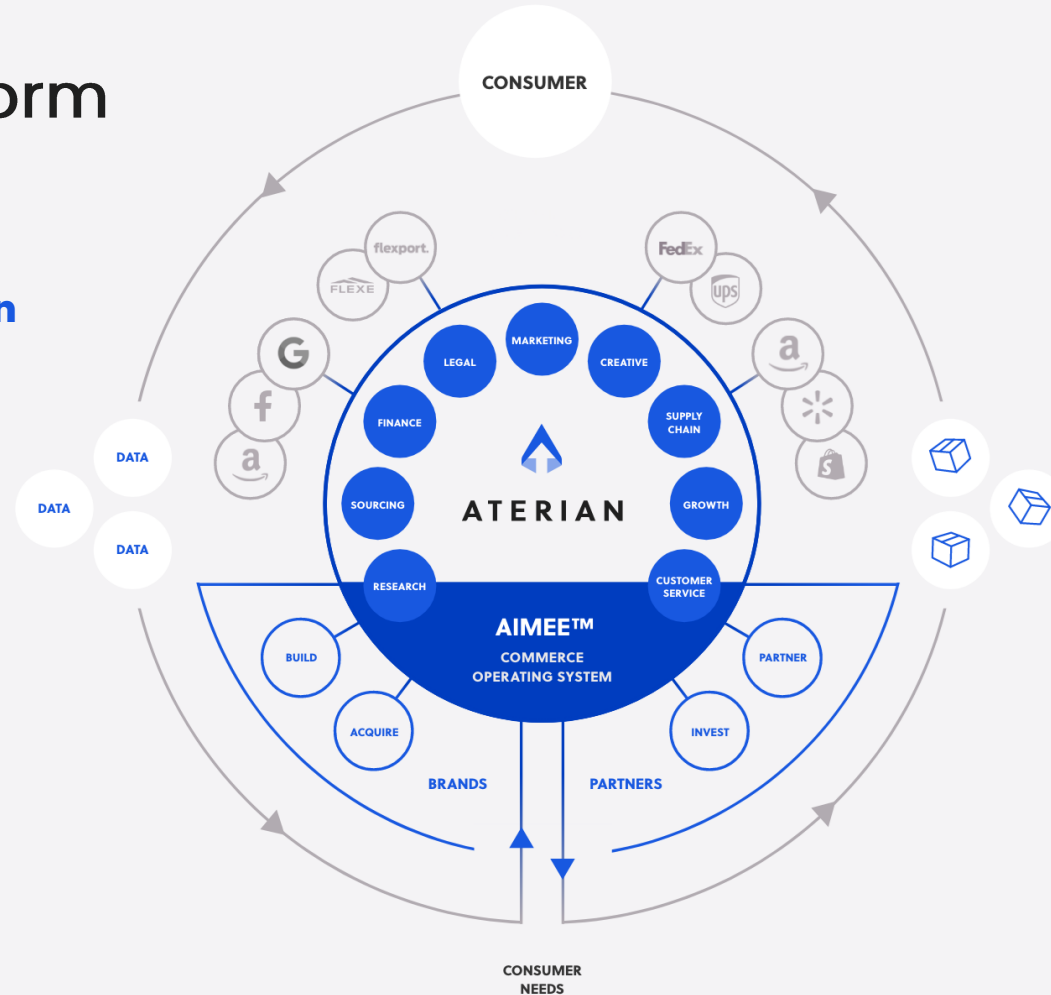 orm
n
CONSUMER
flexport.
FLEXE
G
f
a
FedEx
ups
a
S
MARKETING
LEGAL
CREATIVE
FINANCE
SUPPLY
CHAIN
SOURCING
GROWTH
RESEARCH
CUSTOMER
SERVICE
ATERIAN
DATA
DATA
DATA
AIMEE™
COMMERCE
OPERATING SYSTEM
BUILD
ACQUIRE
PARTNER
INVEST
BRANDS
PARTNERS
CONSUMER
NEEDS